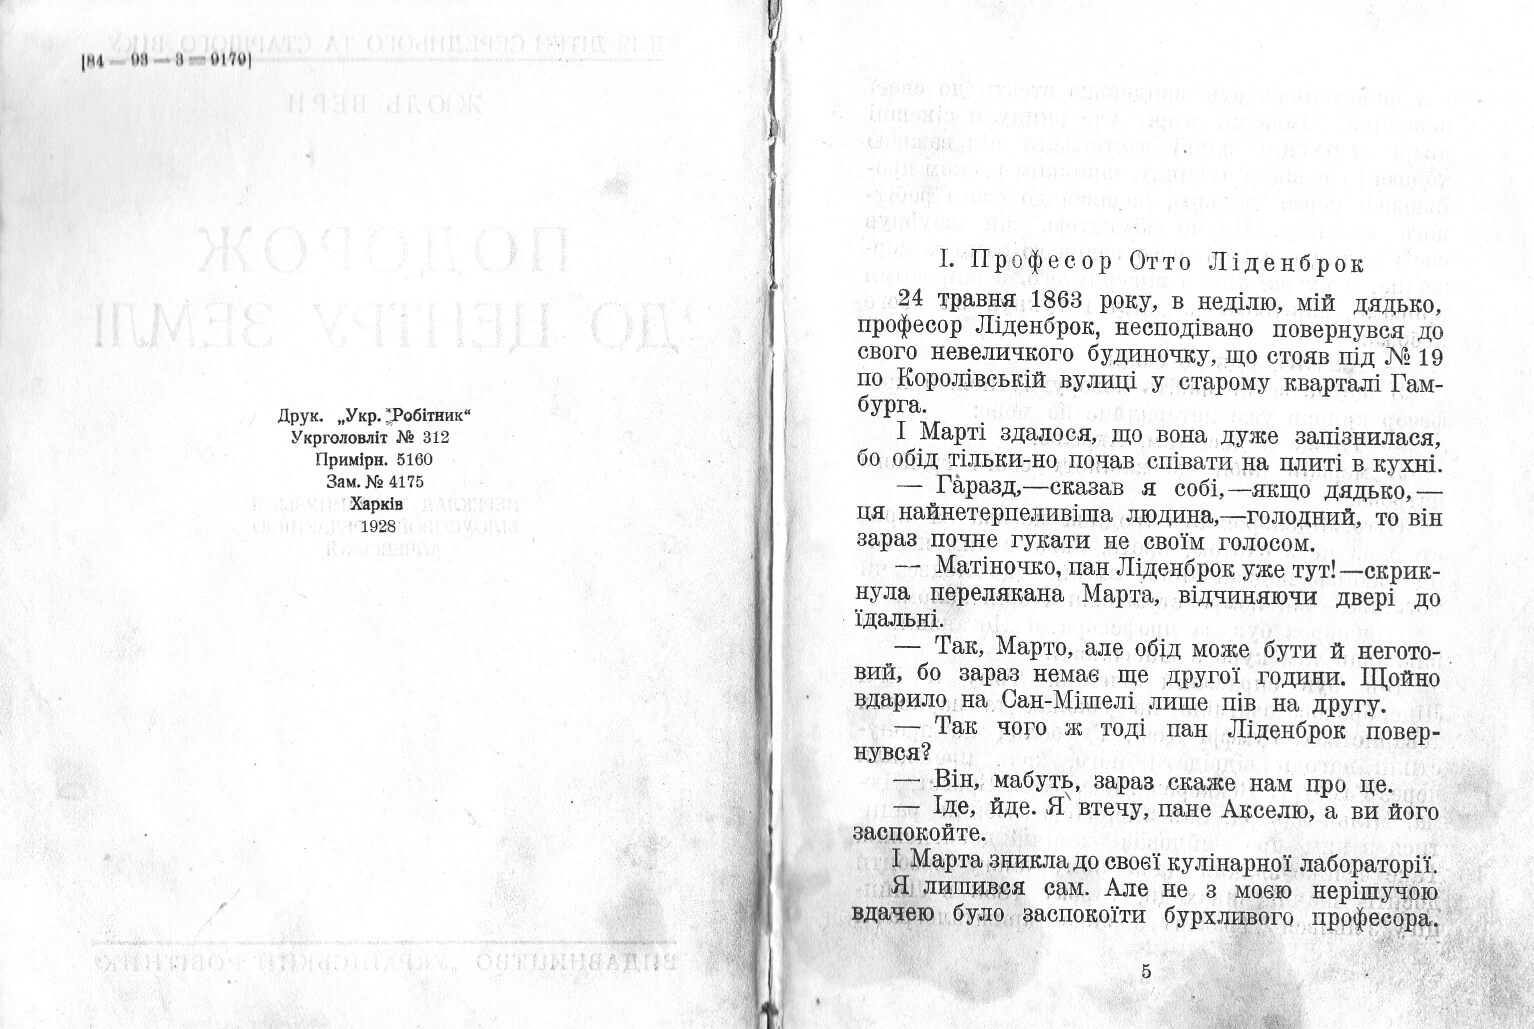 [84 — 93 — 3 — 9179]
Друк. „Укр. Робітник“
Укрголовліт № 312
Примірн. 5160
Зам. № 4175
Харків
1928
І. Професор Отто Ліденброк
24 травня 1863 року, в неділю, мій дядько,
професор Ліденброк, несподівано повернувся до
свого невеличкого будиночку, що стояв під № 19
по Королівській вулиці у старому кварталі Гам-
бурга.
І Марті здалося, що вона дуже запізнилася,
бо обід тільки-но почав співати на плиті в кухні.
— Гаразд,—сказав я собі,—якщо дядько,—
ця найнетерпеливіша людина,—голодний, то він
зараз почне гукати не своїм голосом.
— Матіночко, пан Ліденброк уже тут!—скрик-
нула перелякана Марта, відчиняючи двері до
їдальні.
— Так, Марто, але обід може бути й негото-
вий, бо зараз немає ще другої години. Щойно
вдарило на Сан-Мішелі лише пів на другу.
— Так чого ж тоді пан Ліденброк повер-
нувся?
— Він, мабуть, зараз скаже нам про це.
— Іде, йде. Я втечу, пане Акселю, а ви його
заспокойте.
І Марта зникла до своєї кулінарної лабораторії.
Я лишився сам. Але не з моєю нерішучою
вдачею було заспокоїти бурхливого професора.
5